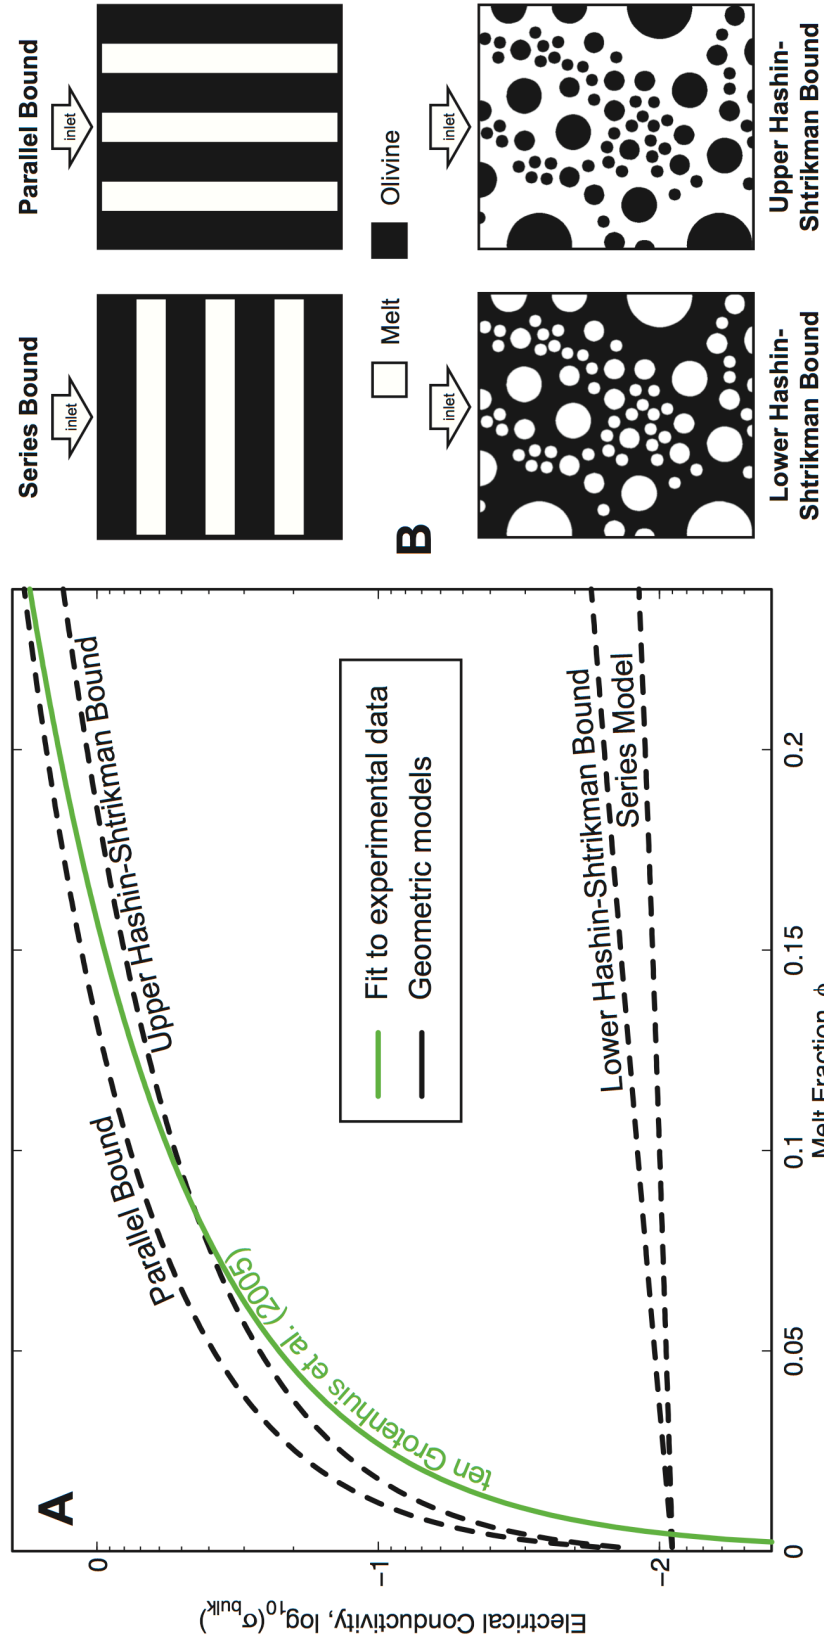 A
Electrical Conductivity, log10(σbulk)
0
-1
-2
0
0.05
0.1
0.15
0.2
Melt Fraction, ϕ
Parallel Bound
Upper Hashin-Shtrikman Bound
ten Grotenhuis et al. (2005)
Fit to experimental data
Geometric models
Lower Hashin-Shtrikman Bound
Series Model
B
Series Bound
Parallel Bound
inlet
inlet
Melt
Olivine
inlet
inlet
Lower Hashin-
Shtrikman Bound
Upper Hashin-
Shtrikman Bound